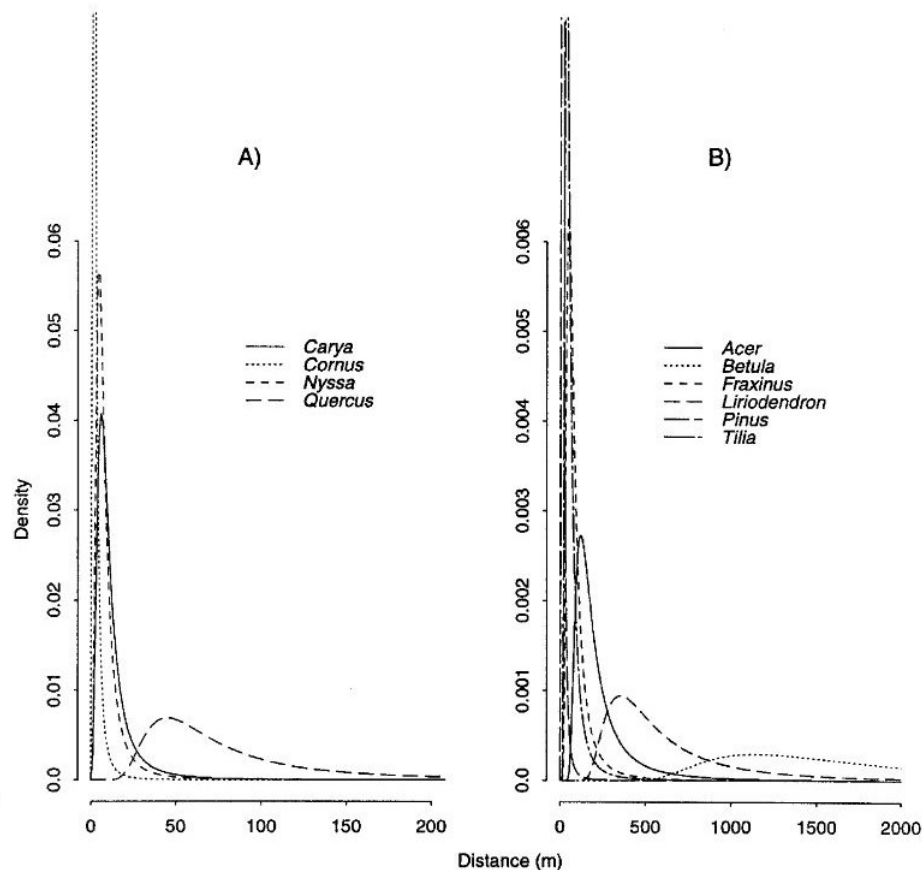 A)
B)
0.06
0.05
0.04
0.03
0.02
0.01
0.0
Density
Carya
Cornus
Nyssa
Quercus
0 50 100 150 200
0.006
0.005
0.004
0.003
0.002
0.001
0.0
Acer
Betula
Fraxinus
Liriodendron
Pinus
Tilia
0 500 1000 1500 2000
Distance (m)